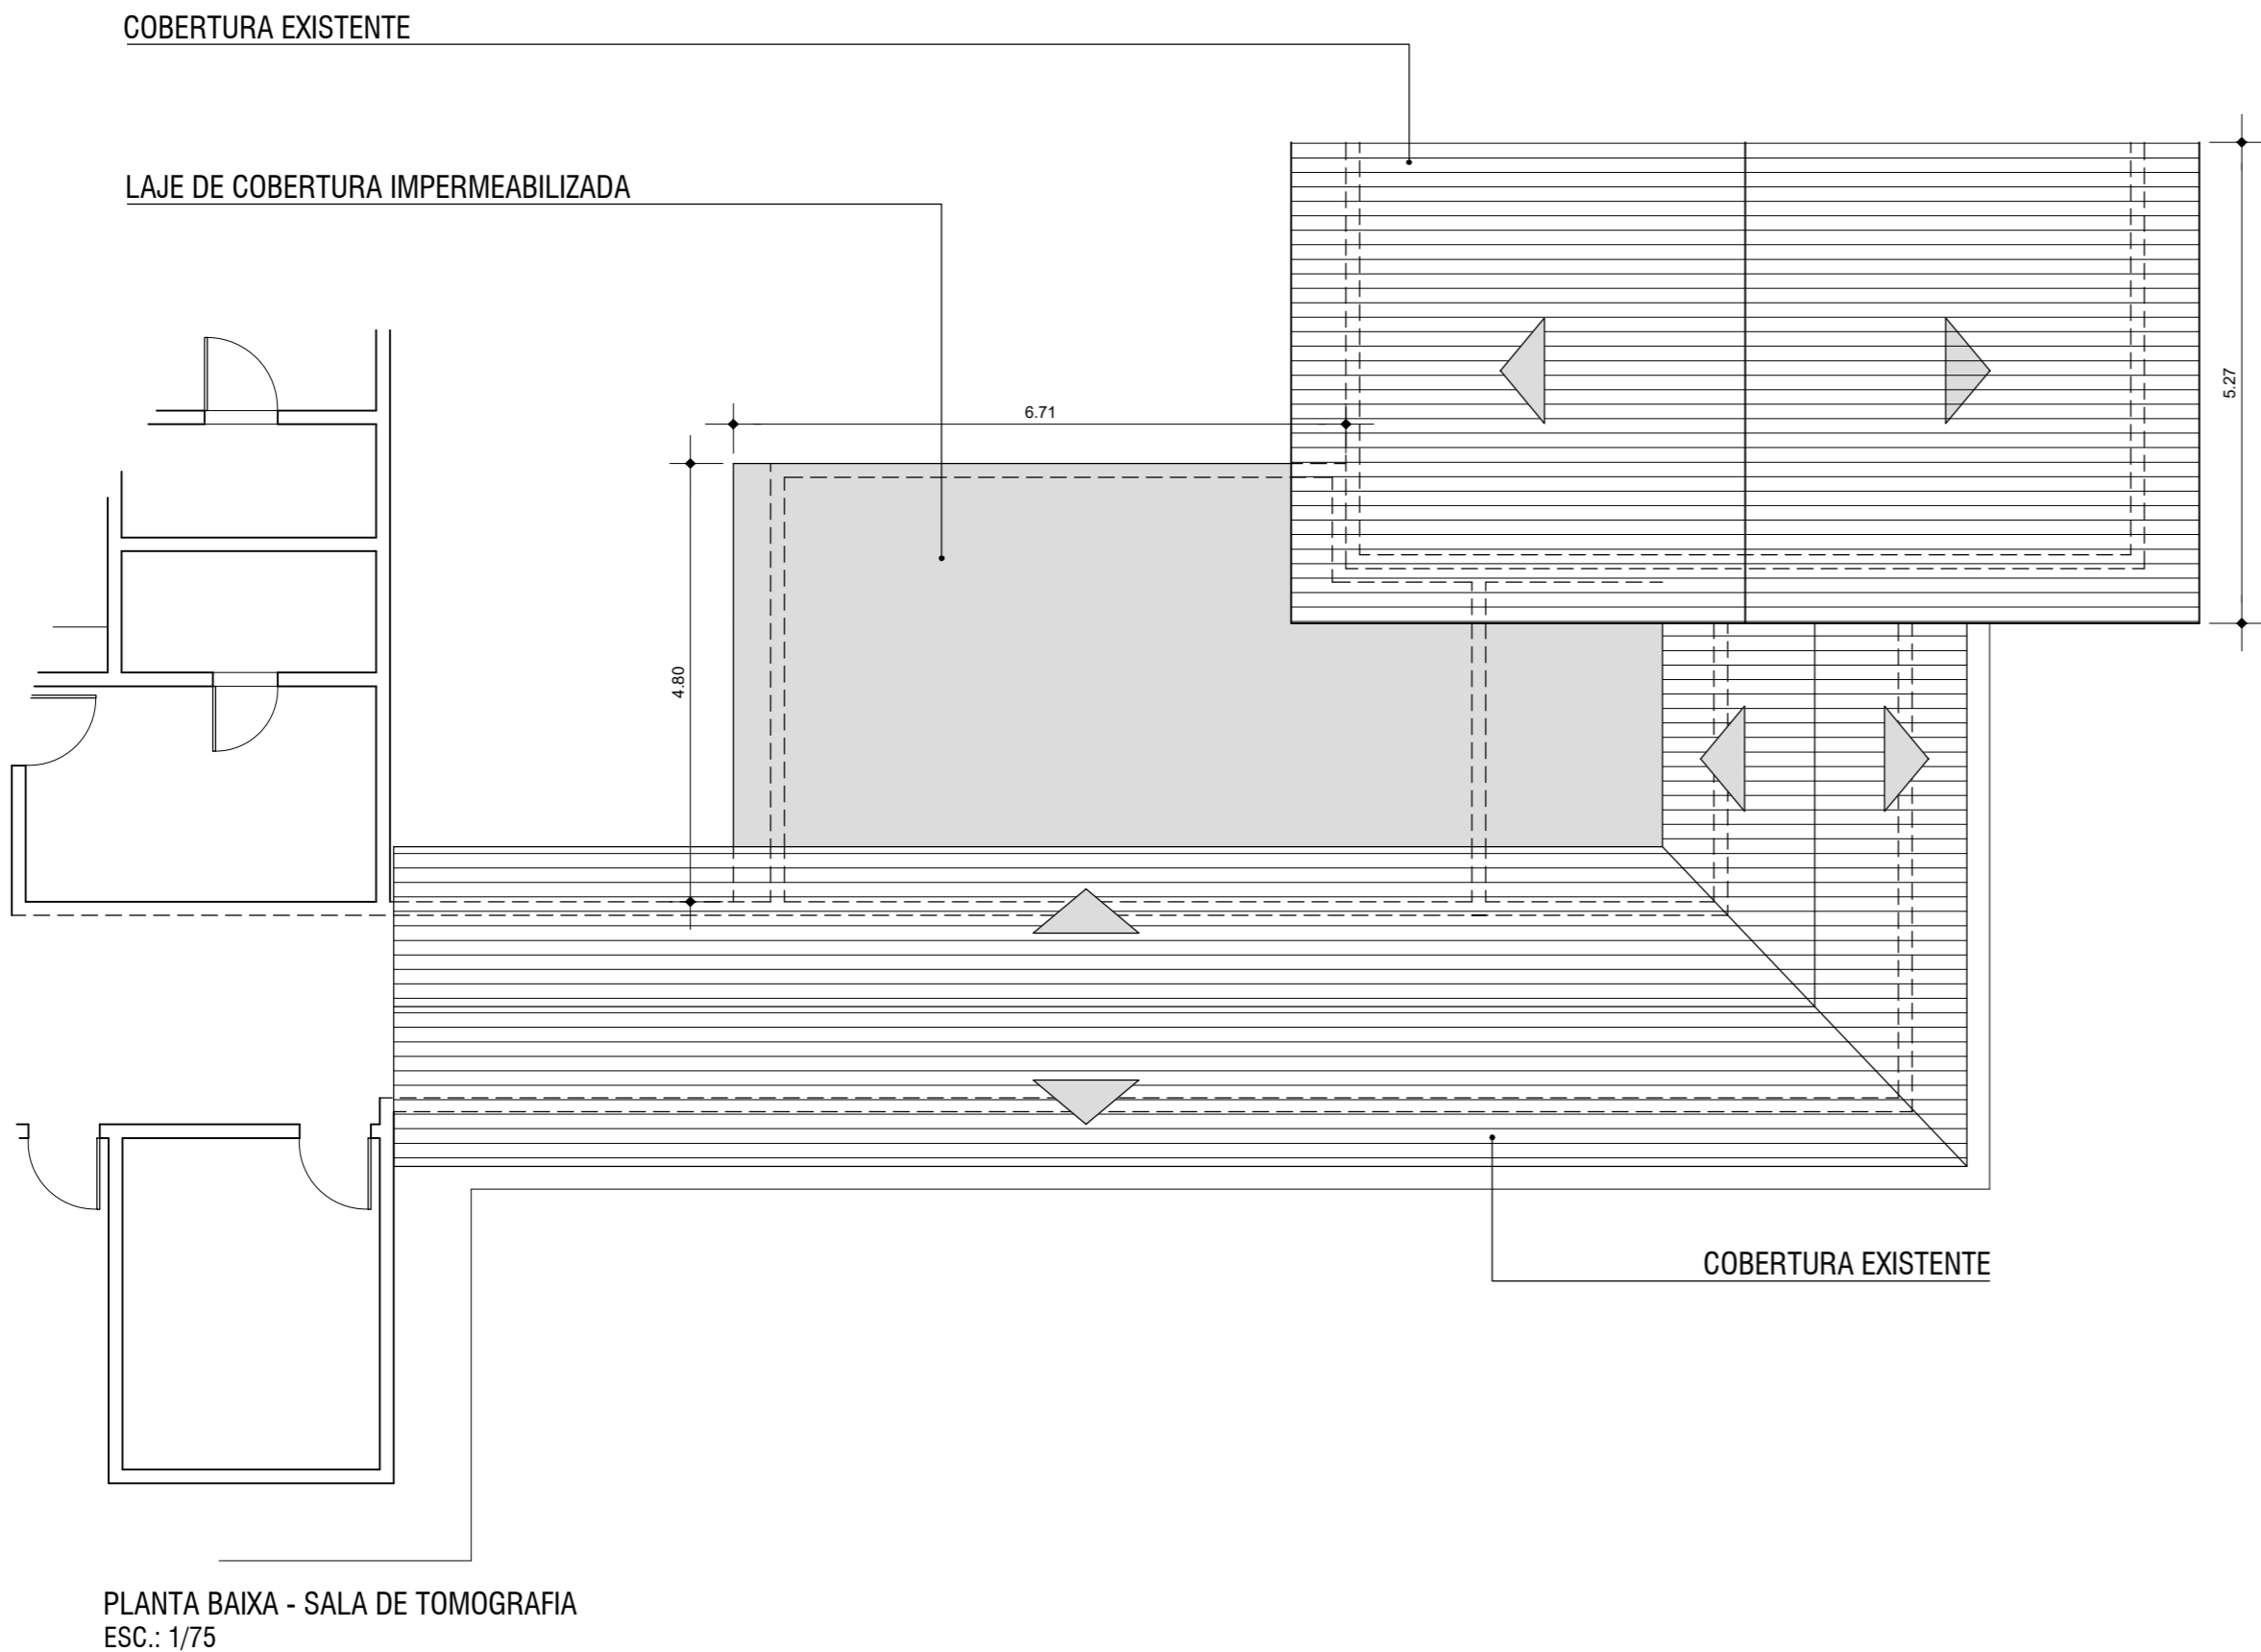 COBERTURA EXISTENTE
LAJE DE COBERTURA IMPERMEABILIZADA
5.27
6.71
4.80
COBERTURA EXISTENTE
PLANTA BAIXA - SALA DE TOMOGRAFIA
ESC.: 1/75